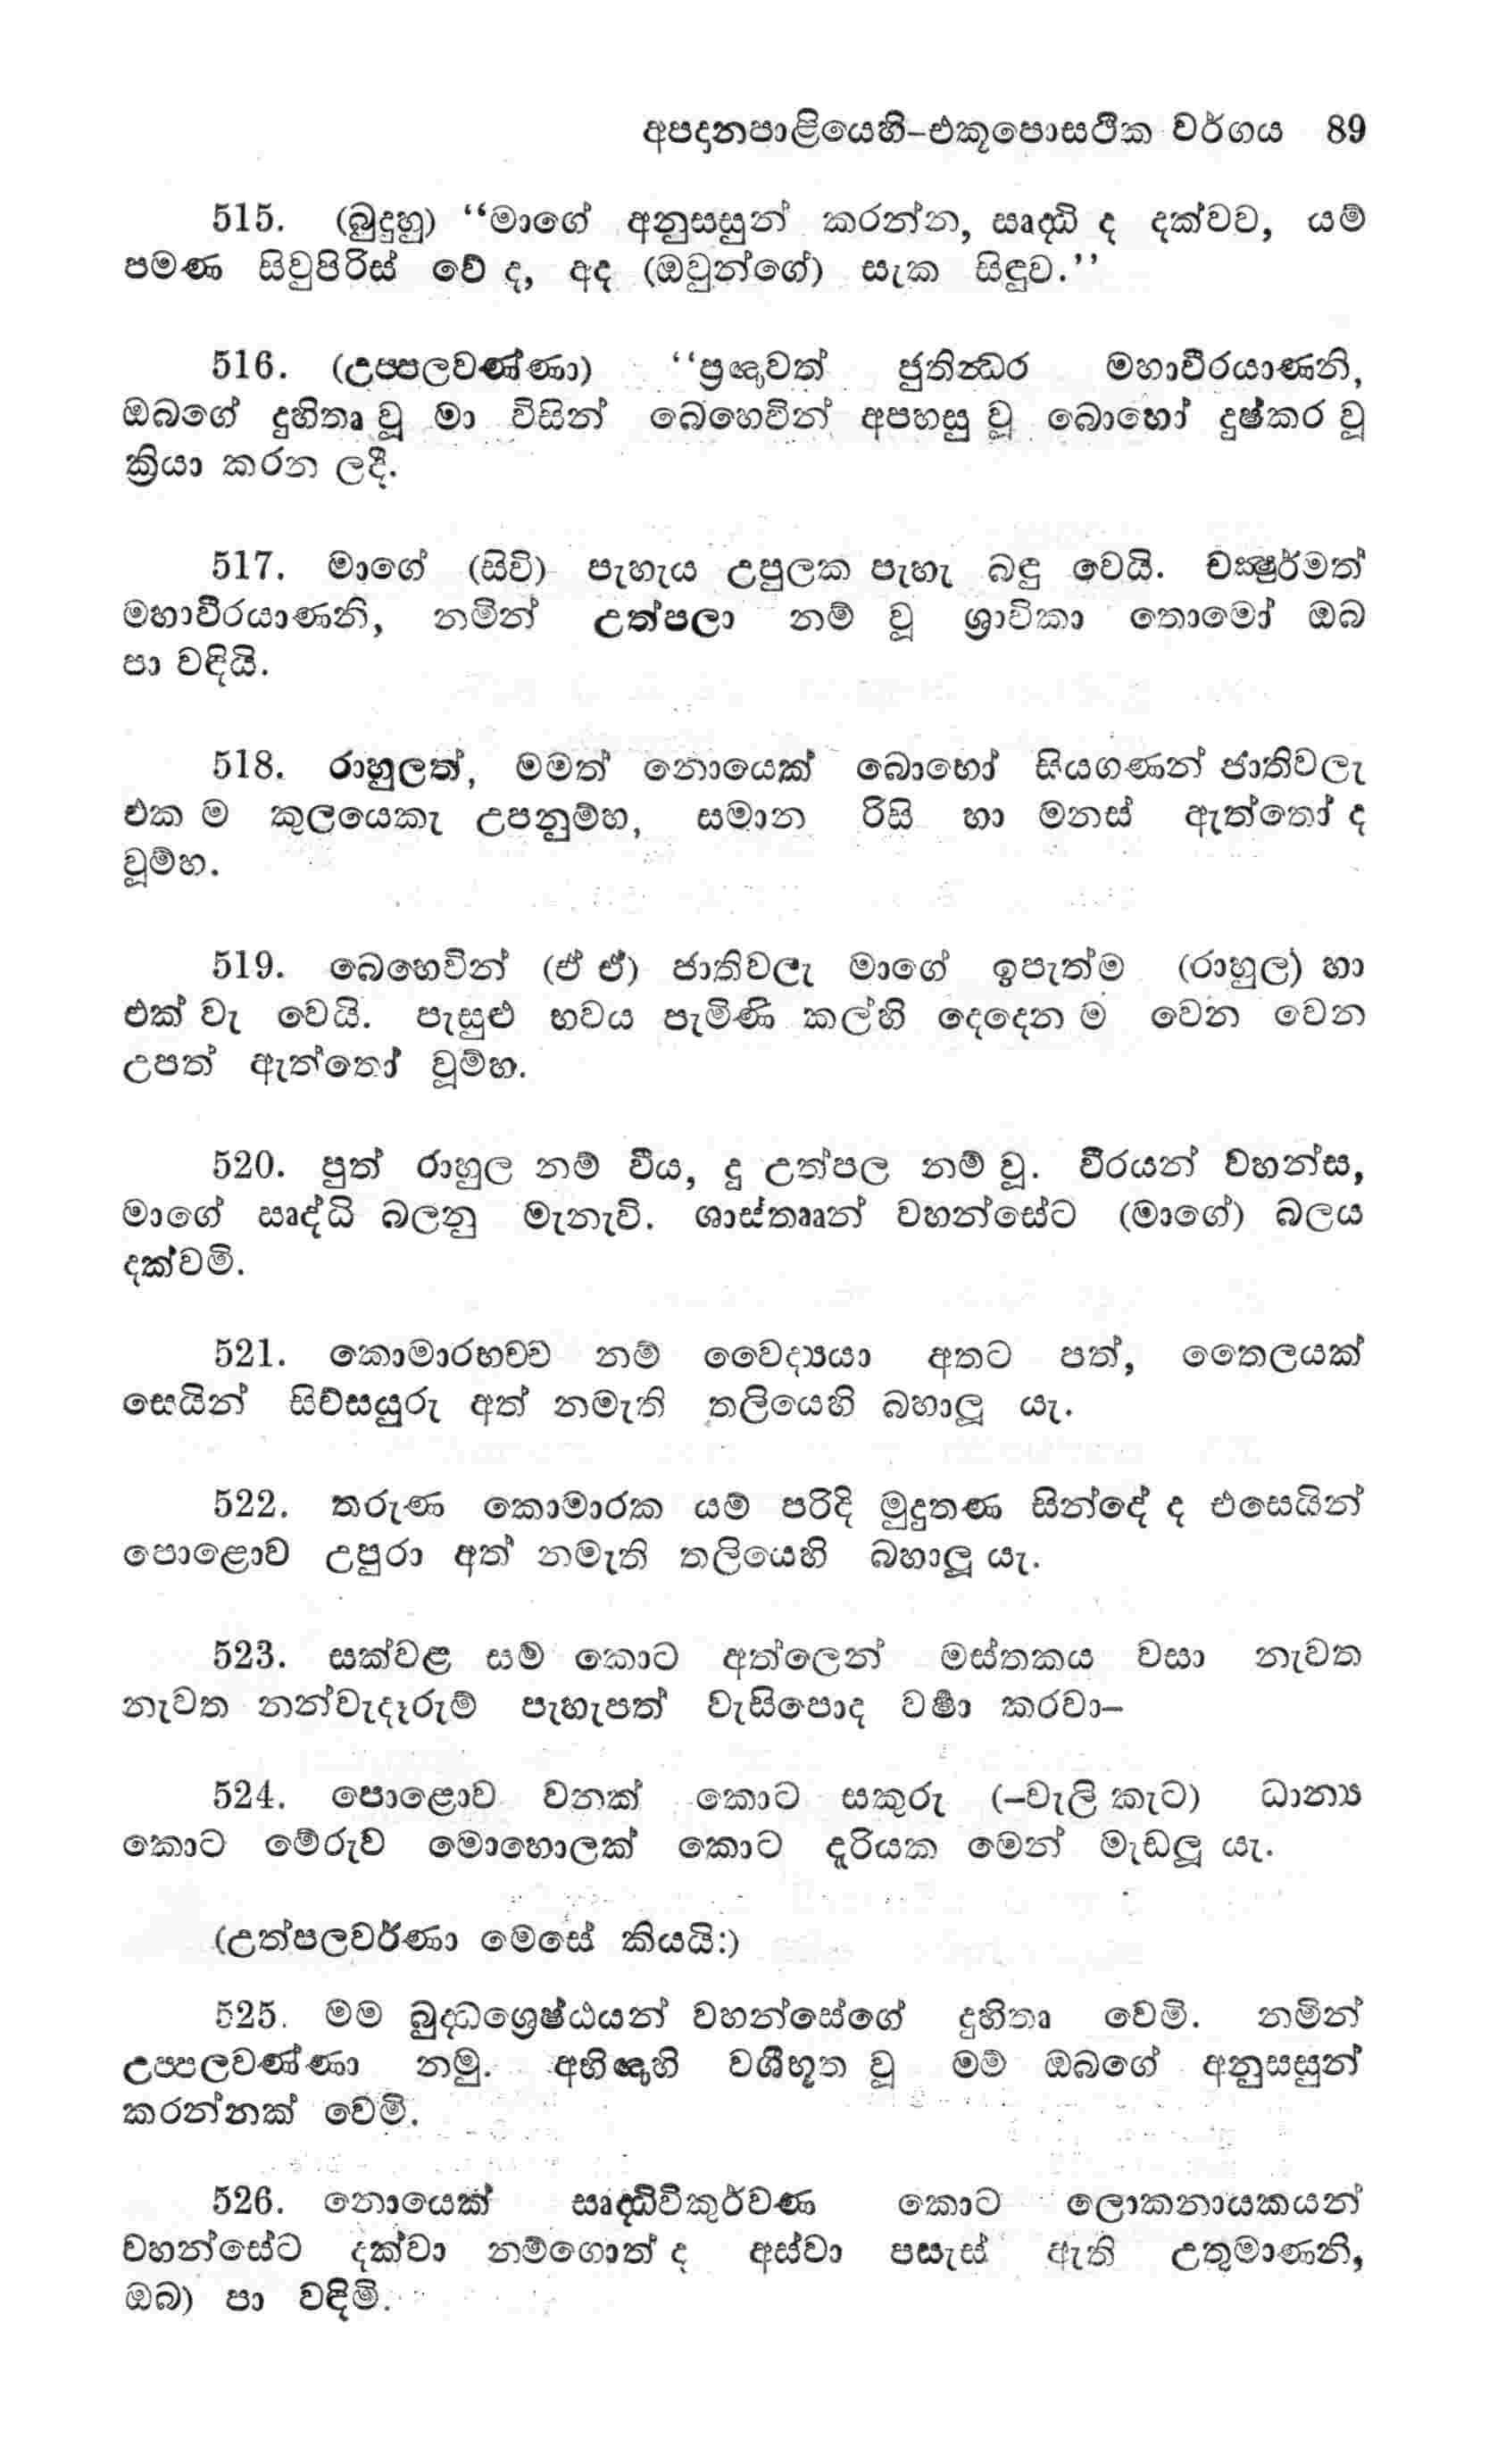 අපදානපාළියෙහි–එකූපොසථික වර්ගය 89
515. (බුදුහු) “මාගේ අනුසසුන් කරන්න, සෘද්ධි ද දක්වව, යම්
පමණ සිවුපිරිස් වේ ද, අද (ඔවුන්ගේ) සැක සිඳුව.’’
516. (උප්පලවණ්ණා) “ප්‍රඥාවත් ජුතින්ධර මහාවීරයාණනි,
ඔබගේ දුහිතෘ වූ මා විසින් බෙහෙවින් අපහසු වූ බොහෝ දුෂ්කර වූ
ක්‍රියා කරන ලදී.
517. මාගේ (සිවි) පැහැය උපුලක පැහැ බඳු වෙයි. චක්‍ෂුර්මත්
මහාවීරයාණනි, නමින් උත්පලා නම් වූ ශ්‍රාවිකා තොමෝ ඔබ
පා වඳියි.
518. රාහුලත්, මමත් නොයෙක් බොහෝ සියගණන් ජාතිවලැ
එක ම කුලයෙකැ උපනුම්හ, සමාන රිසි හා මනස් ඇත්තෝ ද
වූම්හ.
519. බෙහෙවින් (ඒ ඒ) ජාතිවලැ මාගේ ඉපැත්ම (රාහුල) හා
එක් වැ වෙයි. පැසුළු භවය පැමිණි කල්හි දෙදෙන ම වෙන වෙන
උපත් ඇත්තෝ වූම්හ.
520. පුත් රාහුල නම් වීය, දූ උත්පල නම් වූ. වීරයන් වහන්ස,
මාගේ සෘද්ධි බලනු මැනැවි. ශාස්තෲන් වහන්සේට (මාගේ) බලය
දක්වමි.
521. කොමාරභච්ච නම් වෛද්‍යයා අතට පත්, තෛලයක්
සෙයින් සිව්සයුරු අත් නමැති තලියෙහි බහාලූ යැ.
522. තරුණ කොමාරක යම් පරිදි මුදුතණ සින්දේ ද එසෙයින්
පොළොව උපුරා අත් නමැති තලියෙහි බහාලූ යැ.
523. සක්වළ සම කොට අත්ලෙන් මස්තකය වසා නැවත
නැවත නන්වැදෑරුම් පැහැපත් වැසිපොද වර්‍ෂා කරවා–
524. පොළොව වනක් කොට සකුරු (–වැලි කැට) ධාන්‍ය
කොට මේරුව මොහොලක් කොට දැරියක මෙන් මැඩලූ යැ.
(උත්පලවර්ණා මෙසේ කියයි:)
525. මම බුද්ධශ්‍රෙෂ්ඨයන් වහන්සේගේ දුහිතෘ වෙමි. නමින්
උප්පලවණ්ණා නමු. අභිඥාහි වශීභූත වූ මම් ඔබගේ අනුසසුන්
කරන්නක් වෙමි.
526. නොයෙක් සෘද්ධිවිකුර්වණ කොට ලොකනායකයන්
වහන්සේට දක්වා නම්ගොත් ද අස්වා පසැස් ඇති උතුමාණනි,
ඔබ) පා වඳිමි.